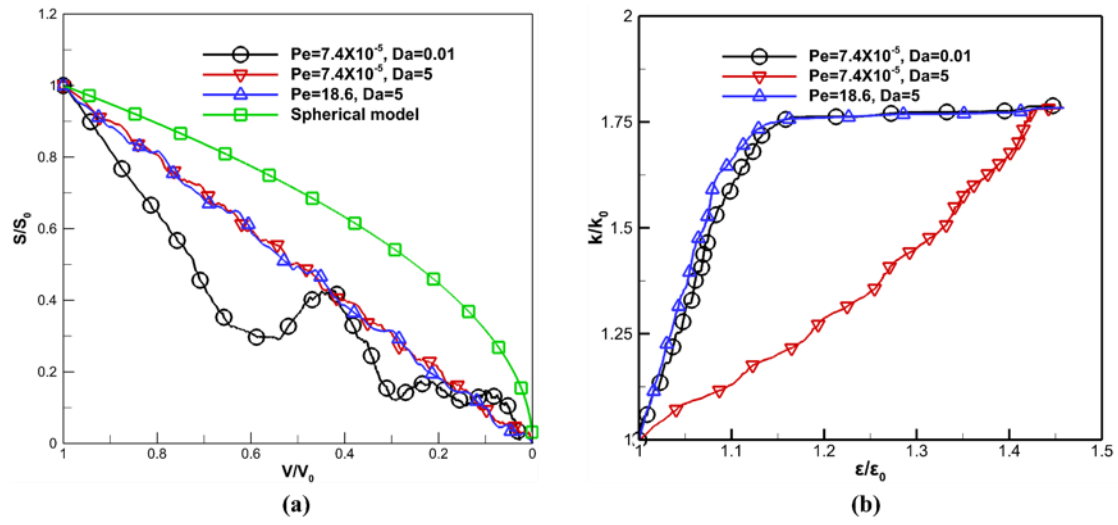 1
0.8
0.6
0.4
0.2
0
S/S₀
1
0.8
0.6
0.4
0.2
0
V/V₀
Pe=7.4X10⁻⁵, Da=0.01
Pe=7.4X10⁻⁵, Da=5
Pe=18.6, Da=5
Spherical model
(a)
2
1.75
1.5
1.25
1
k/k₀
1
1.1
1.2
1.3
1.4
1.5
ε/ε₀
Pe=7.4X10⁻⁵, Da=0.01
Pe=7.4X10⁻⁵, Da=5
Pe=18.6, Da=5
(b)